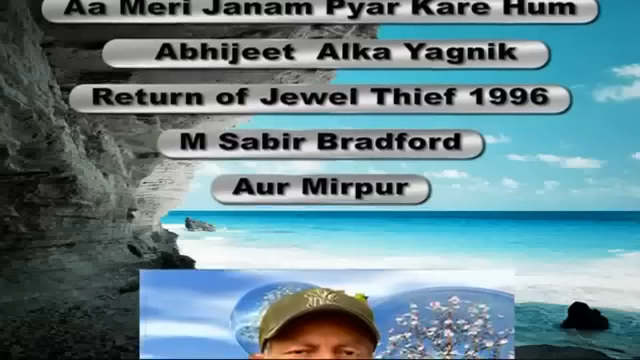 Aa Meri Janam Pyar Kare Hum
Abhijeet Alka Yagnik
Return of Jewel Thief 1996
M Sabir Bradford
Aur Mirpur